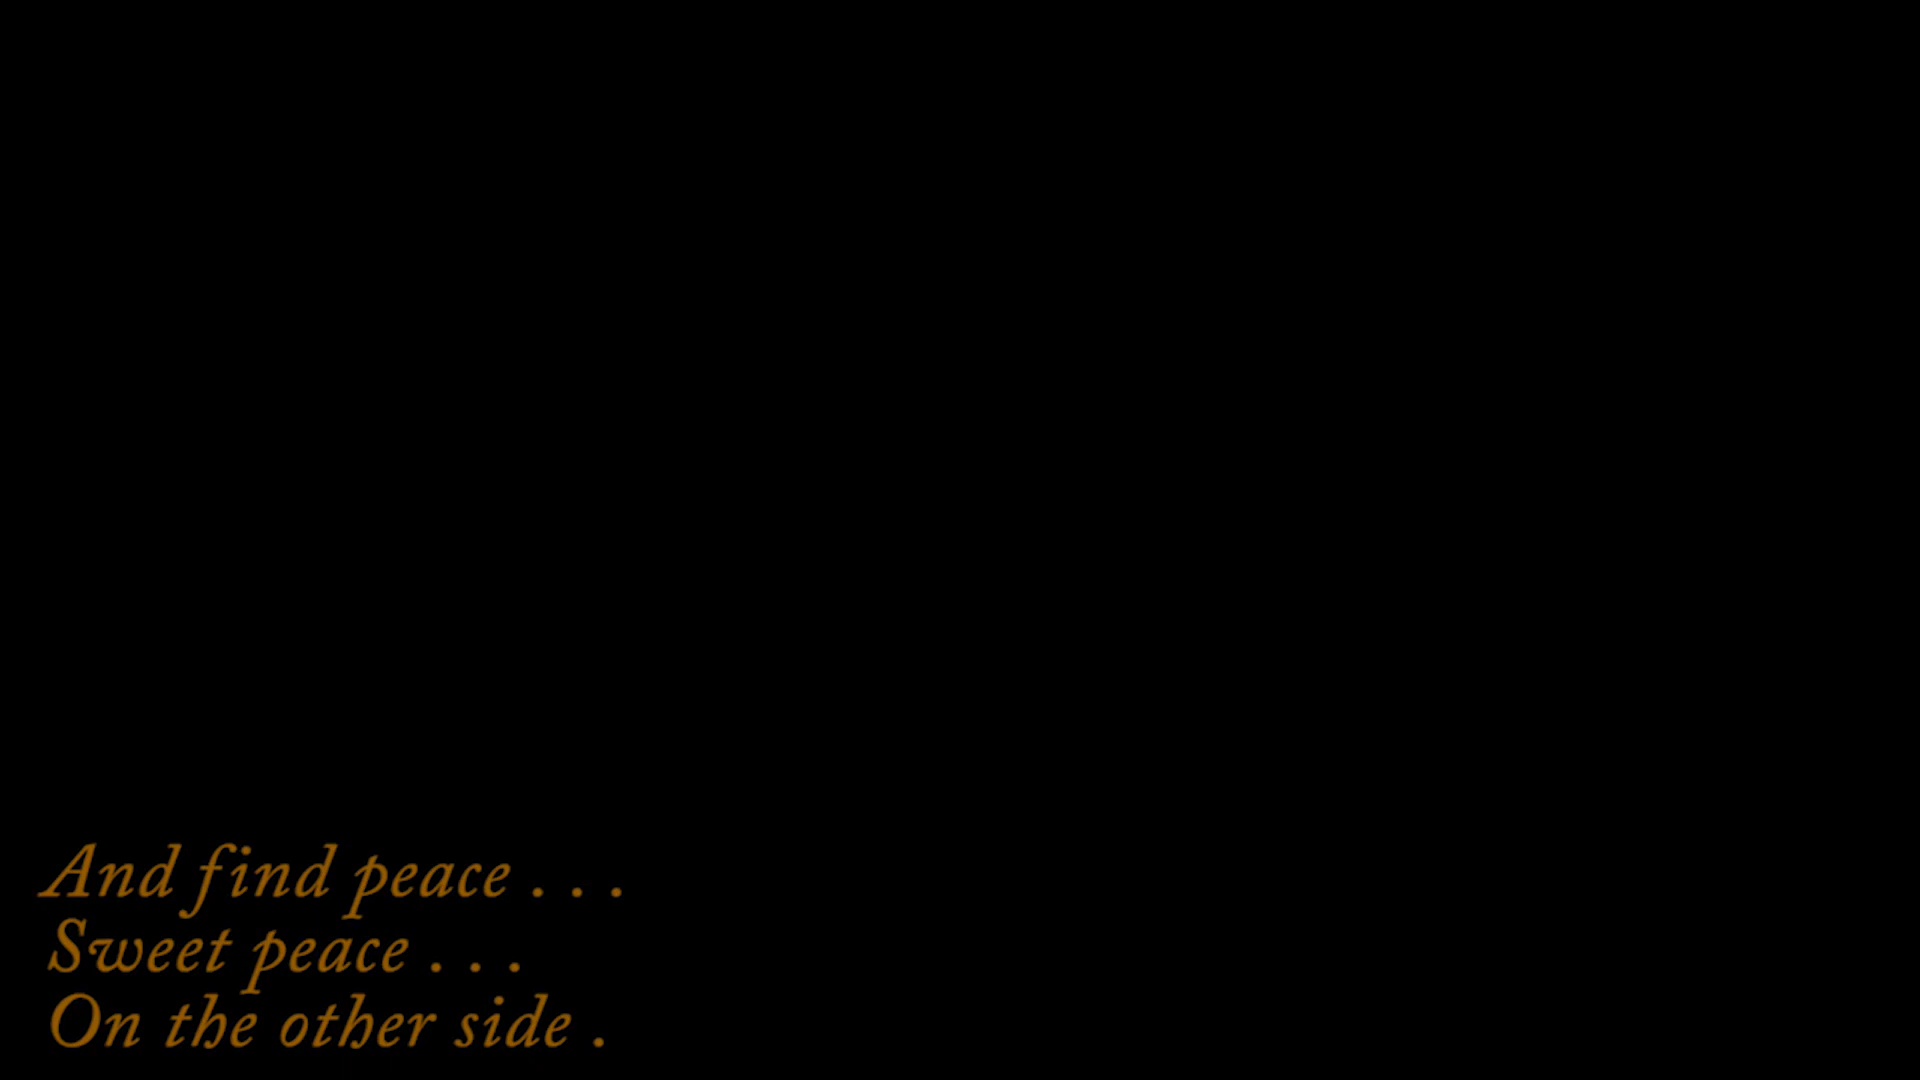 And find peace . . .
Sweet peace . . .
On the other side .